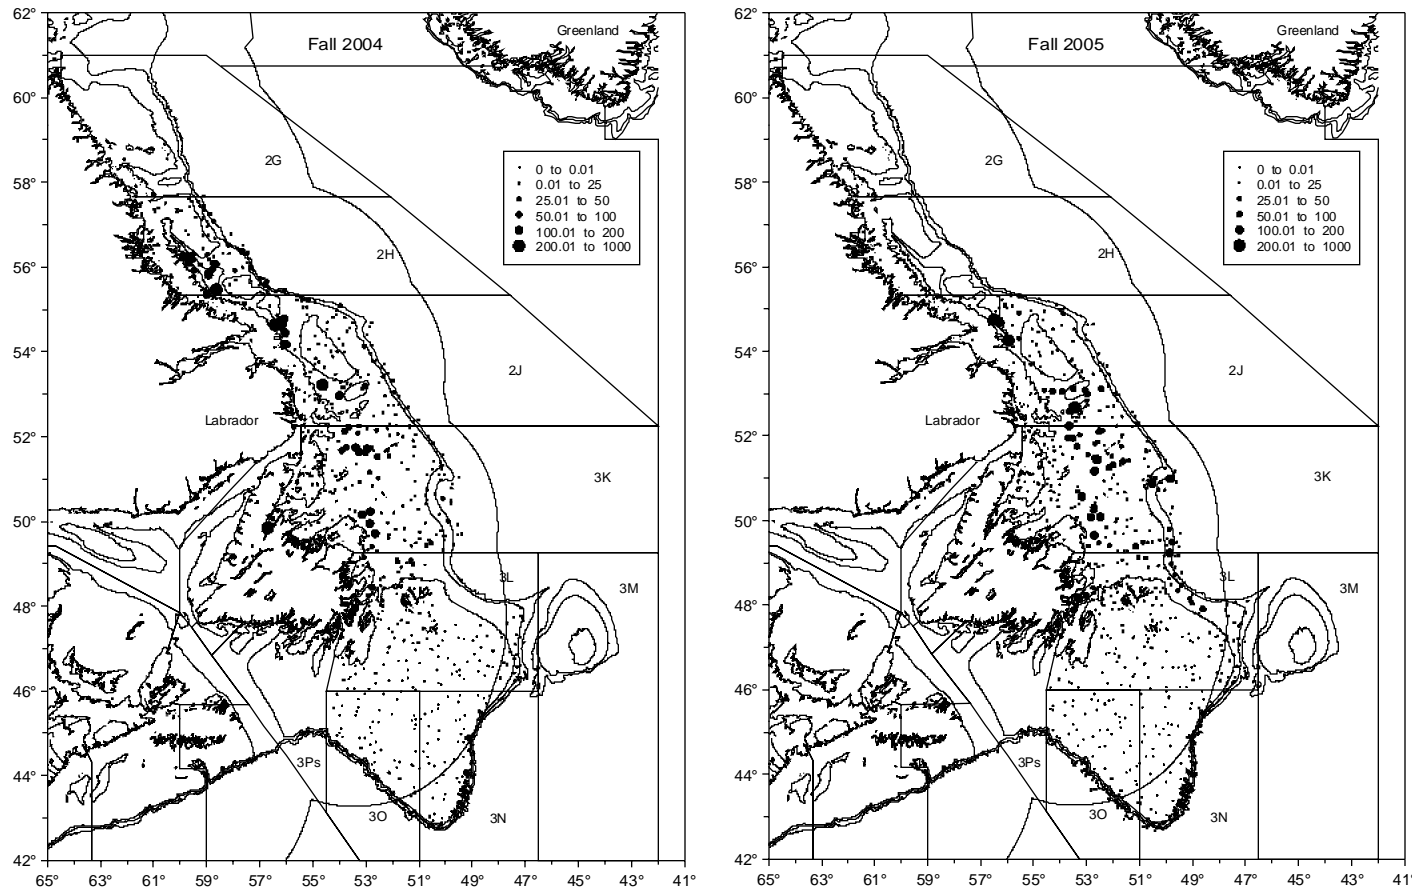 Fall 2004
Greenland
62°
60°
58°
56°
54°
52°
50°
48°
46°
44°
42°
0 to 0.01
0.01 to 25
25.01 to 50
50.01 to 100
100.01 to 200
200.01 to 1000
2G
2H
2J
Labrador
3K
3L
3M
3Ps
3O
3N
65° 63° 61° 59° 57° 55° 53° 51° 49° 47° 45° 43° 41°
Fall 2005
Greenland
62°
60°
58°
56°
54°
52°
50°
48°
46°
44°
42°
0 to 0.01
0.01 to 25
25.01 to 50
50.01 to 100
100.01 to 200
200.01 to 1000
2G
2H
2J
Labrador
3K
3L
3M
3Ps
3O
3N
65° 63° 61° 59° 57° 55° 53° 51° 49° 47° 45° 43° 41°